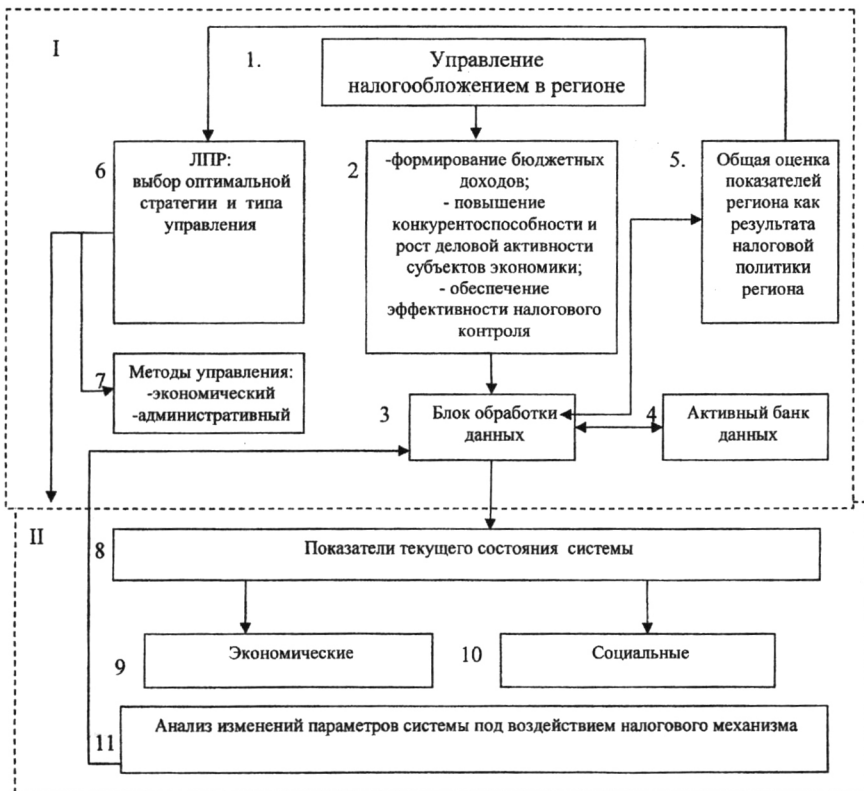 I
1.
Управление
налогообложением в регионе
6
ЛПР:
выбор оптимальной
стратегии и типа
управления
2
-формирование бюджетных
доходов;
- повышение
конкурентоспособности и
рост деловой активности
субъектов экономики;
- обеспечение
эффективности налогового
контроля
5.
Общая оценка
показателей
региона как
результата
налоговой
политики
региона
7
Методы управления:
-экономический
-административный
3
Блок обработки
данных
4
Активный банк
данных
II
8
Показатели текущего состояния системы
9
Экономические
10
Социальные
11
Анализ изменений параметров системы под воздействием налогового механизма